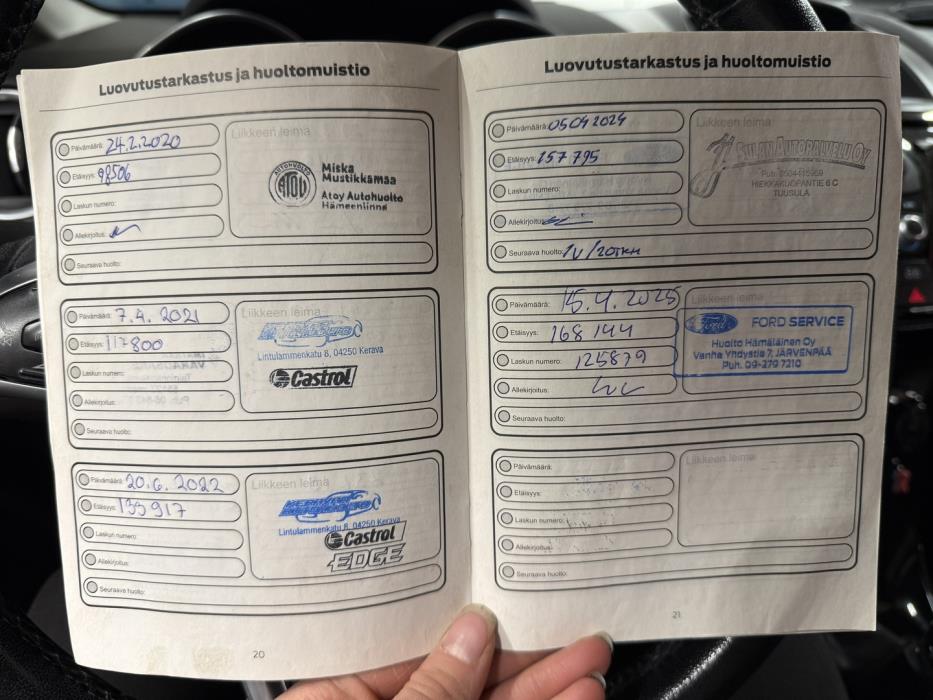 Luovutustarkastus ja huoltomuistio
Päivämäärä: 24.2.2020
Etäisyys: 98506
Laskun numero:
Allekirjoitus:
Seuraava huolto:
Liikkeen leima
AUTOHUOLTO
ATOY
Miska
Mustikkamaa
Atoy Autohuolto
Hämeenlinna
Päivämäärä: 7.4. 2021
Etäisyys: 117800
Laskun numero:
Allekirjoitus:
Seuraava huolto:
Liikkeen leima
Lintulammenkatu 8, 04250 Kerava
Castrol
Päivämäärä: 20.6.2022
Etäisyys: 135917
Laskun numero:
Allekirjoitus:
Seuraava huolto:
Liikkeen leima
Lintulammenkatu 8, 04250 Kerava
Castrol
EDGE
20
Luovutustarkastus ja huoltomuistio
Päivämäärä: 05042024
Etäisyys: 157795
Laskun numero:
Allekirjoitus:
Seuraava huolto: 1V/20TKM
Liikkeen leima
Autopalvelu Oy
HIEKKAKUOPANTIE 6 C
TUUSULA
Päivämäärä: 15.4.2025
Etäisyys: 168144
Laskun numero: 125879
Allekirjoitus:
Seuraava huolto:
Liikkeen leima
Ford FORD SERVICE
Huolto Hämäläinen Oy
Vanha Yhdystie 7, JÄRVENPÄÄ
Puh. 09-279 7210
Päivämäärä:
Etäisyys:
Laskun numero:
Allekirjoitus:
Seuraava huolto:
Liikkeen leima
21